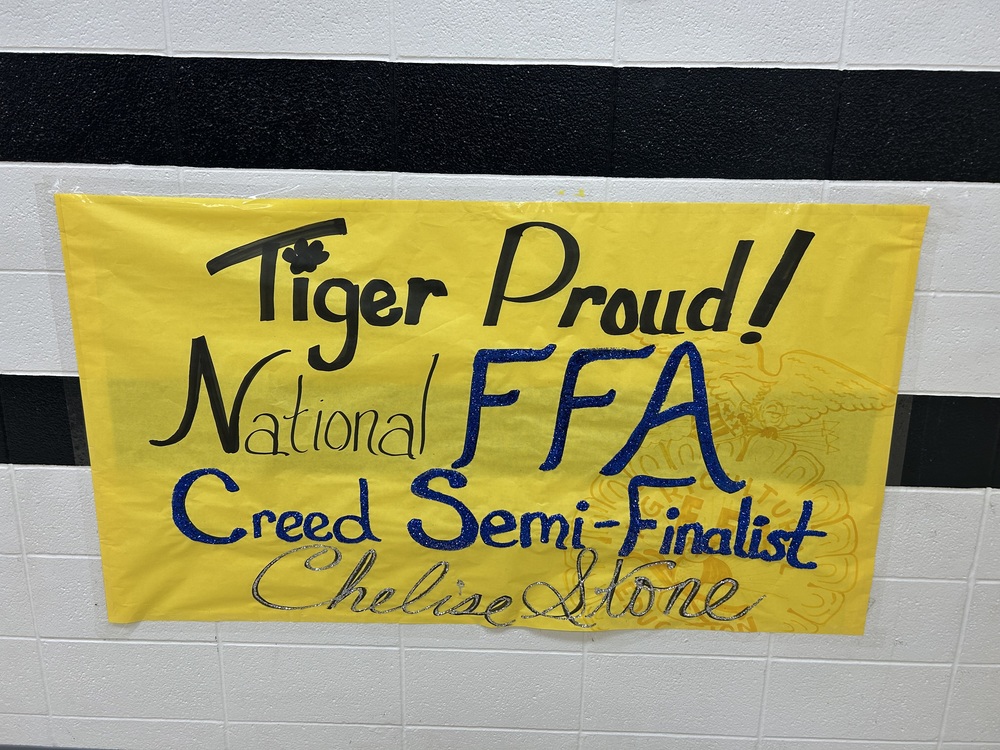 Tiger Proud!
National FFA
Creed Semi-Finalist
Chelise Stone